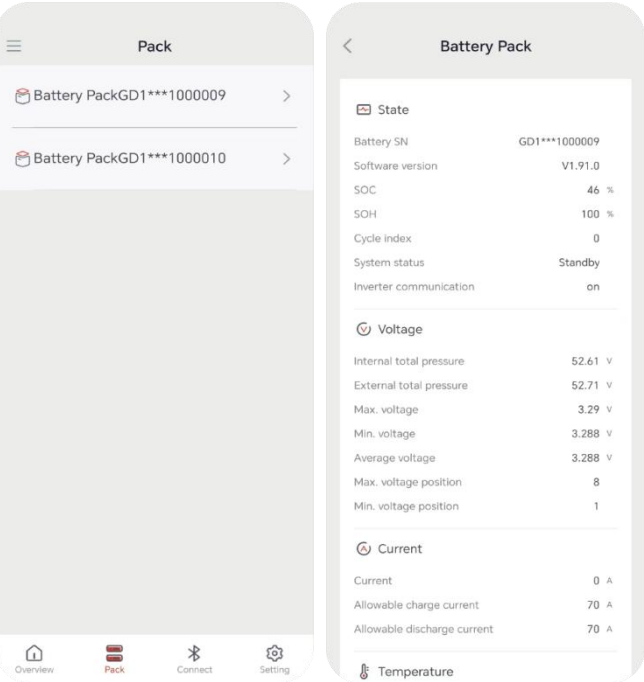 Pack
Battery PackGD1***1000009
Battery PackGD1***1000010
Overview
Pack
Connect
Setting
Battery Pack
State
Battery SN GD1***1000009
Software version V1.91.0
SOC 46 %
SOH 100 %
Cycle index 0
System status Standby
Inverter communication on
Voltage
Internal total pressure 52.61 V
External total pressure 52.71 V
Max. voltage 3.29 V
Min. voltage 3.288 V
Average voltage 3.288 V
Max. voltage position 8
Min. voltage position 1
Current
Current 0 A
Allowable charge current 70 A
Allowable discharge current 70 A
Temperature